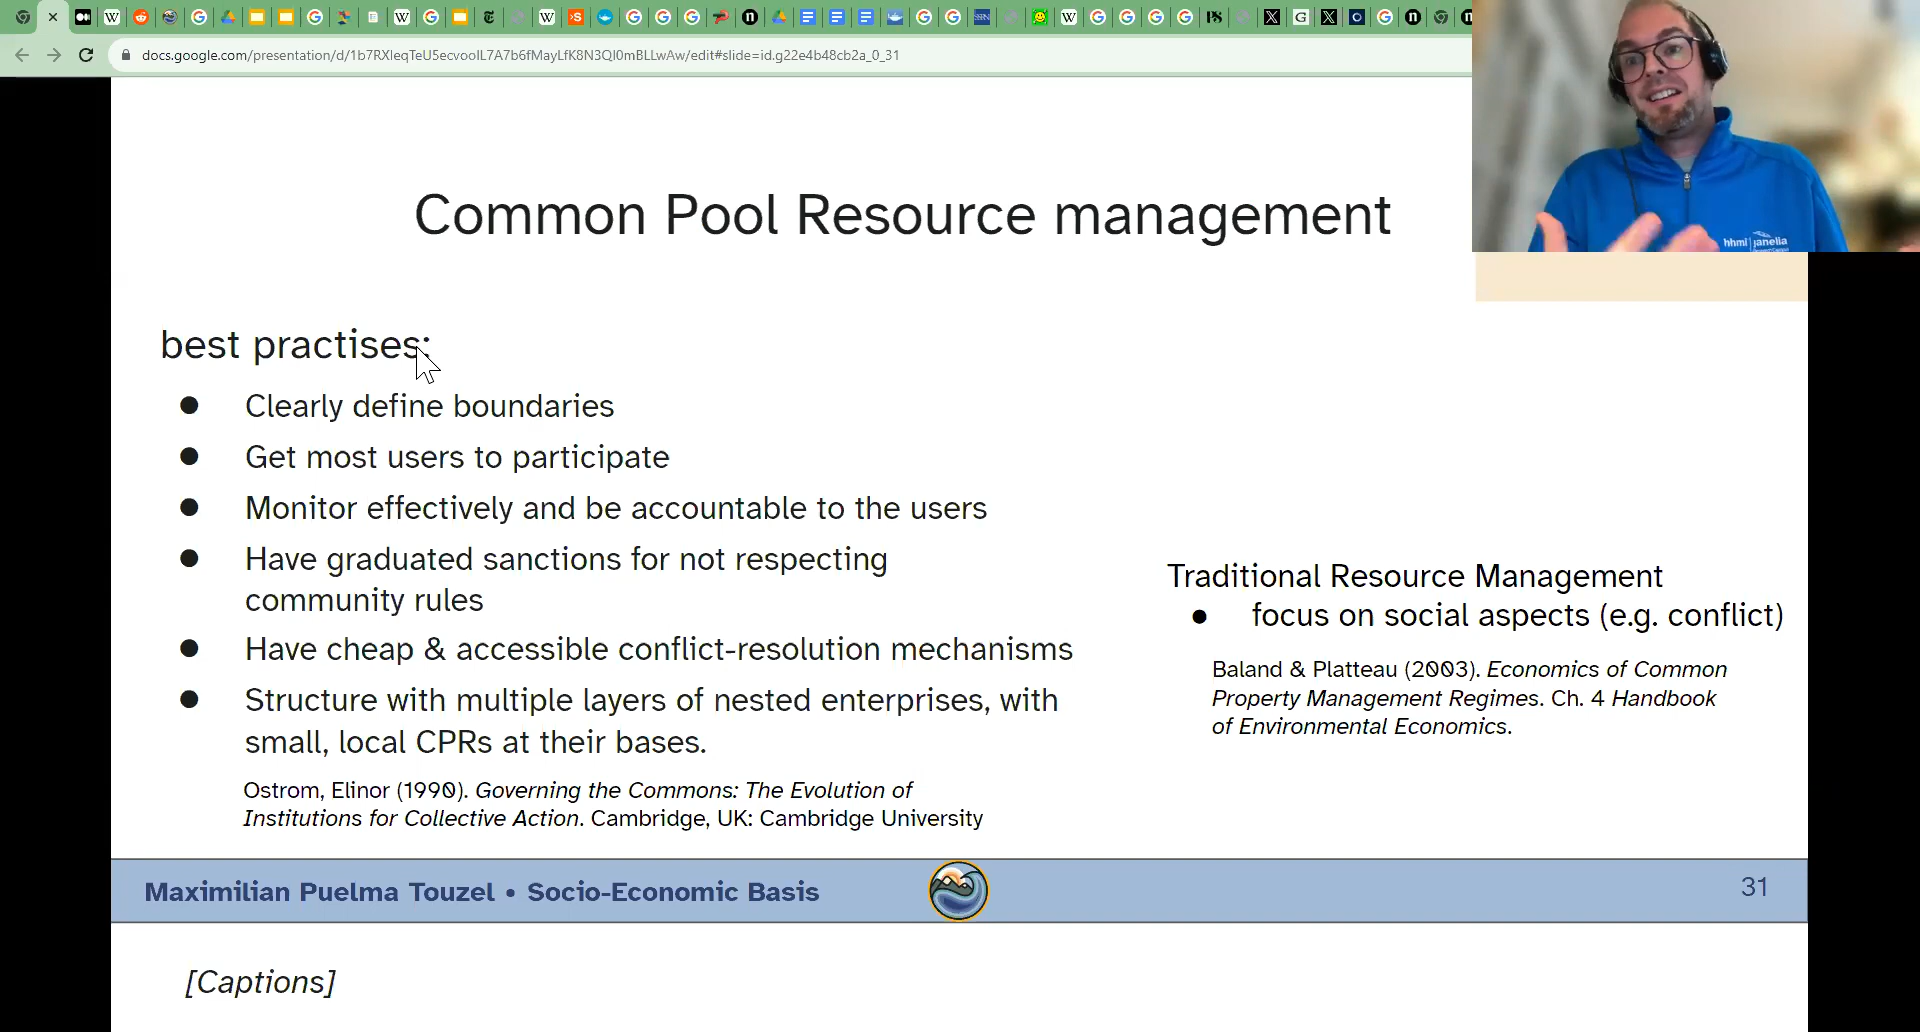 docs.google.com/presentation/d/1b7RXleqTeU5ecvooIL7A7b6fMayLfK8N3QI0mBLLwAw/edit#slide=id.g22e4b48cb2a_0_31
hhmi janelia
Common Pool Resource management
best practises:
● Clearly define boundaries
● Get most users to participate
● Monitor effectively and be accountable to the users
● Have graduated sanctions for not respecting
community rules
● Have cheap & accessible conflict-resolution mechanisms
● Structure with multiple layers of nested enterprises, with
small, local CPRs at their bases.
Ostrom, Elinor (1990). Governing the Commons: The Evolution of
Institutions for Collective Action. Cambridge, UK: Cambridge University
Traditional Resource Management
● focus on social aspects (e.g. conflict)
Baland & Platteau (2003). Economics of Common
Property Management Regimes. Ch. 4 Handbook
of Environmental Economics.
Maximilian Puelma Touzel • Socio-Economic Basis
31
[Captions]